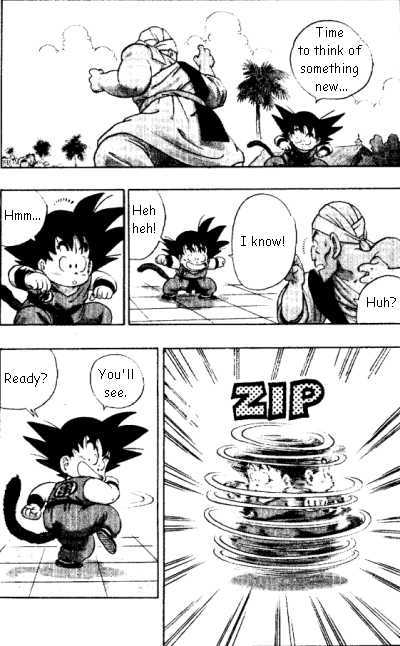 Time
to think of
something
new...
Hmm...
Heh
heh!
I know!
Huh?
Ready?
You'll
see.
ZIP